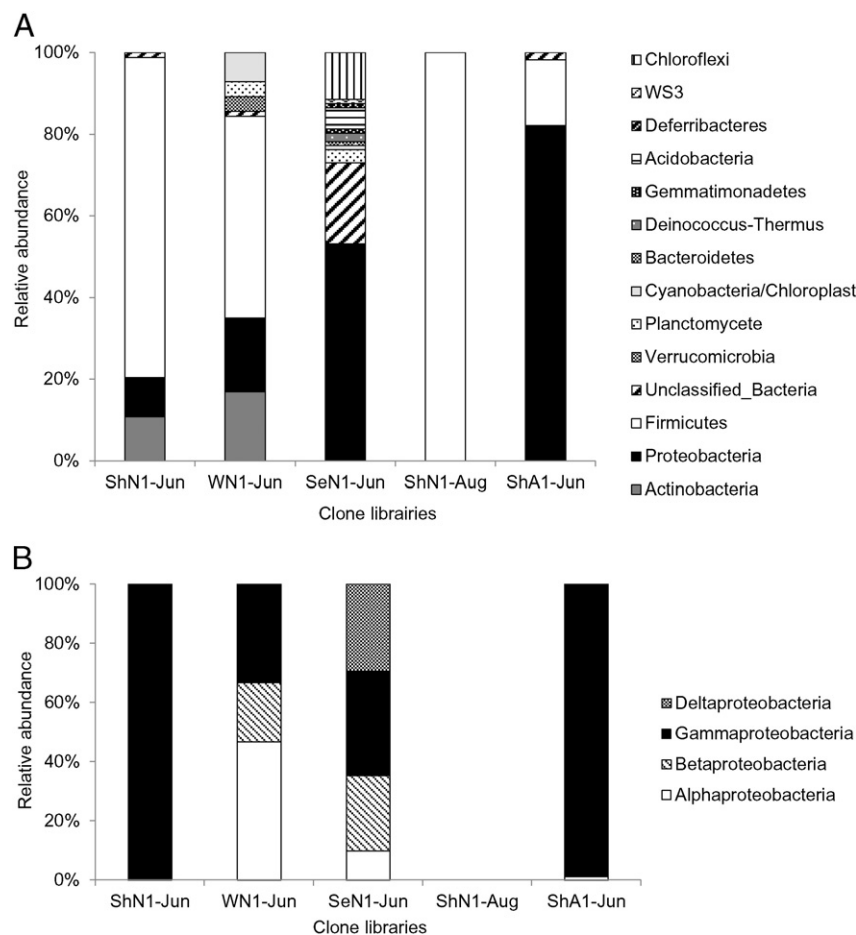 A
100%
80%
60%
40%
20%
0%
Relative abundance
ShN1-Jun WN1-Jun SeN1-Jun ShN1-Aug ShA1-Jun
Clone librairies
Chloroflexi
WS3
Deferribacteres
Acidobacteria
Gemmatimonadetes
Deinococcus-Thermus
Bacteroidetes
Cyanobacteria/Chloroplast
Planctomycete
Verrucomicrobia
Unclassified_Bacteria
Firmicutes
Proteobacteria
Actinobacteria
B
100%
80%
60%
40%
20%
0%
Relative abundance
ShN1-Jun WN1-Jun SeN1-Jun ShN1-Aug ShA1-Jun
Clone libraries
Deltaproteobacteria
Gammaproteobacteria
Betaproteobacteria
Alphaproteobacteria